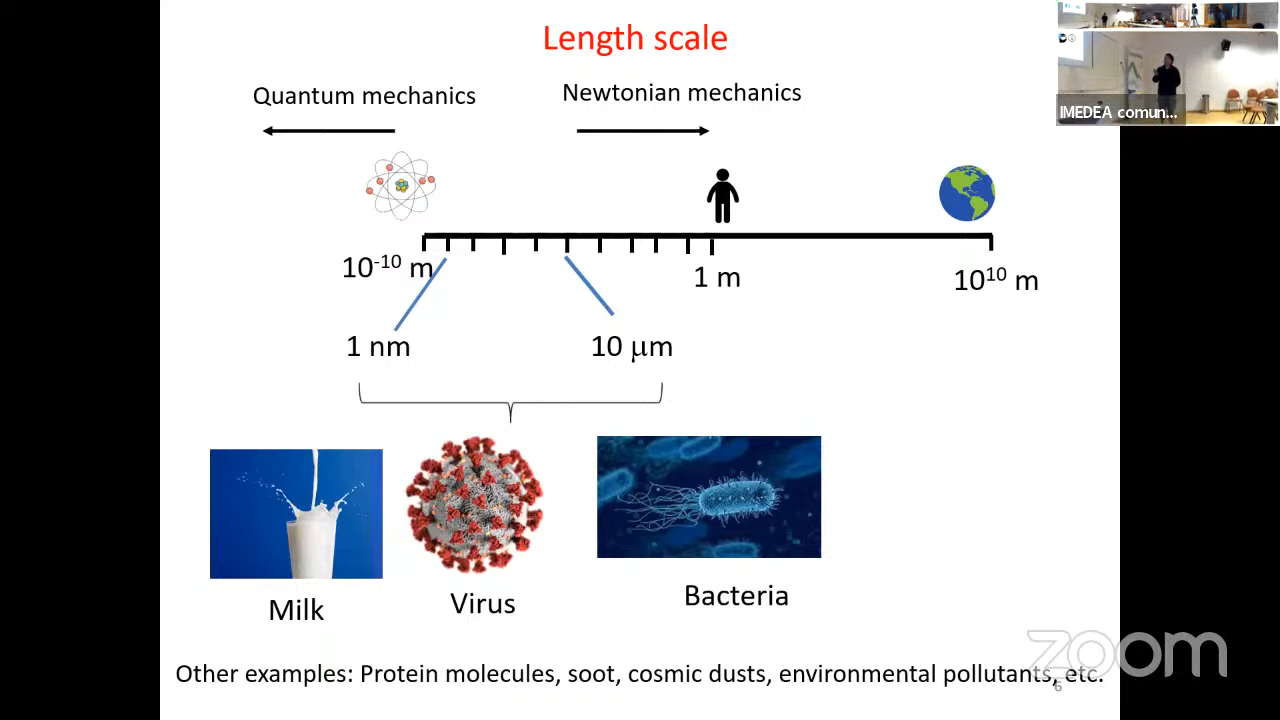 Length scale
Quantum mechanics
Newtonian mechanics
IMEDEA comun...
10⁻¹⁰ m
1 m
10¹⁰ m
1 nm
10 μm
Milk
Virus
Bacteria
zoom
Other examples: Protein molecules, soot, cosmic dusts, environmental pollutants, etc.
6